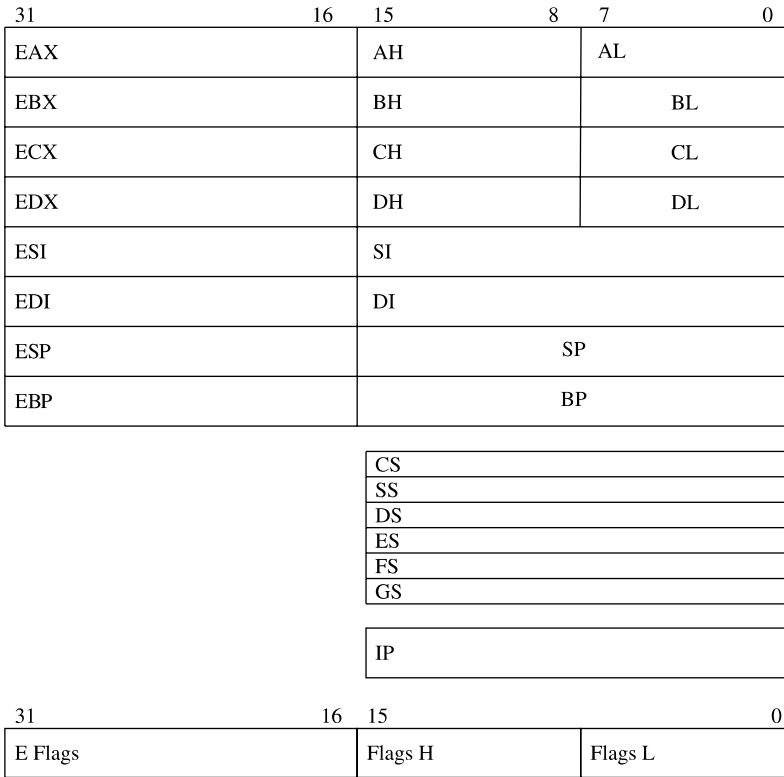 31 16 15 8 7 0
EAX AH AL
EBX BH BL
ECX CH CL
EDX DH DL
ESI SI
EDI DI
ESP SP
EBP BP
CS
SS
DS
ES
FS
GS
IP
31 16 15 0
E Flags Flags H Flags L